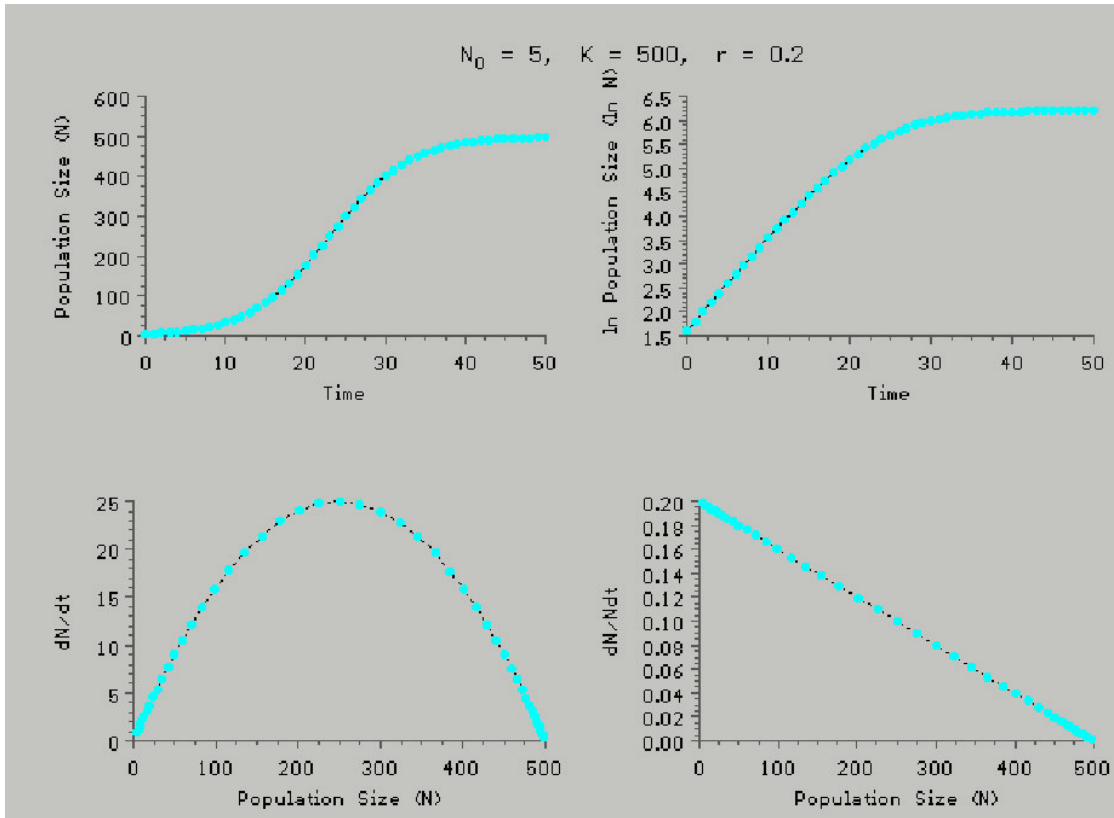 N0 = 5, K = 500, r = 0.2
Population Size (N)
600
500
400
300
200
100
0
0 10 20 30 40 50
Time
ln Population Size (ln N)
6.5
6.0
5.5
5.0
4.5
4.0
3.5
3.0
2.5
2.0
1.5
0 10 20 30 40 50
Time
dN/dt
25
20
15
10
5
0
0 100 200 300 400 500
Population Size (N)
dN/Ndt
0.20
0.18
0.16
0.14
0.12
0.10
0.08
0.06
0.04
0.02
0.00
0 100 200 300 400 500
Population Size (N)